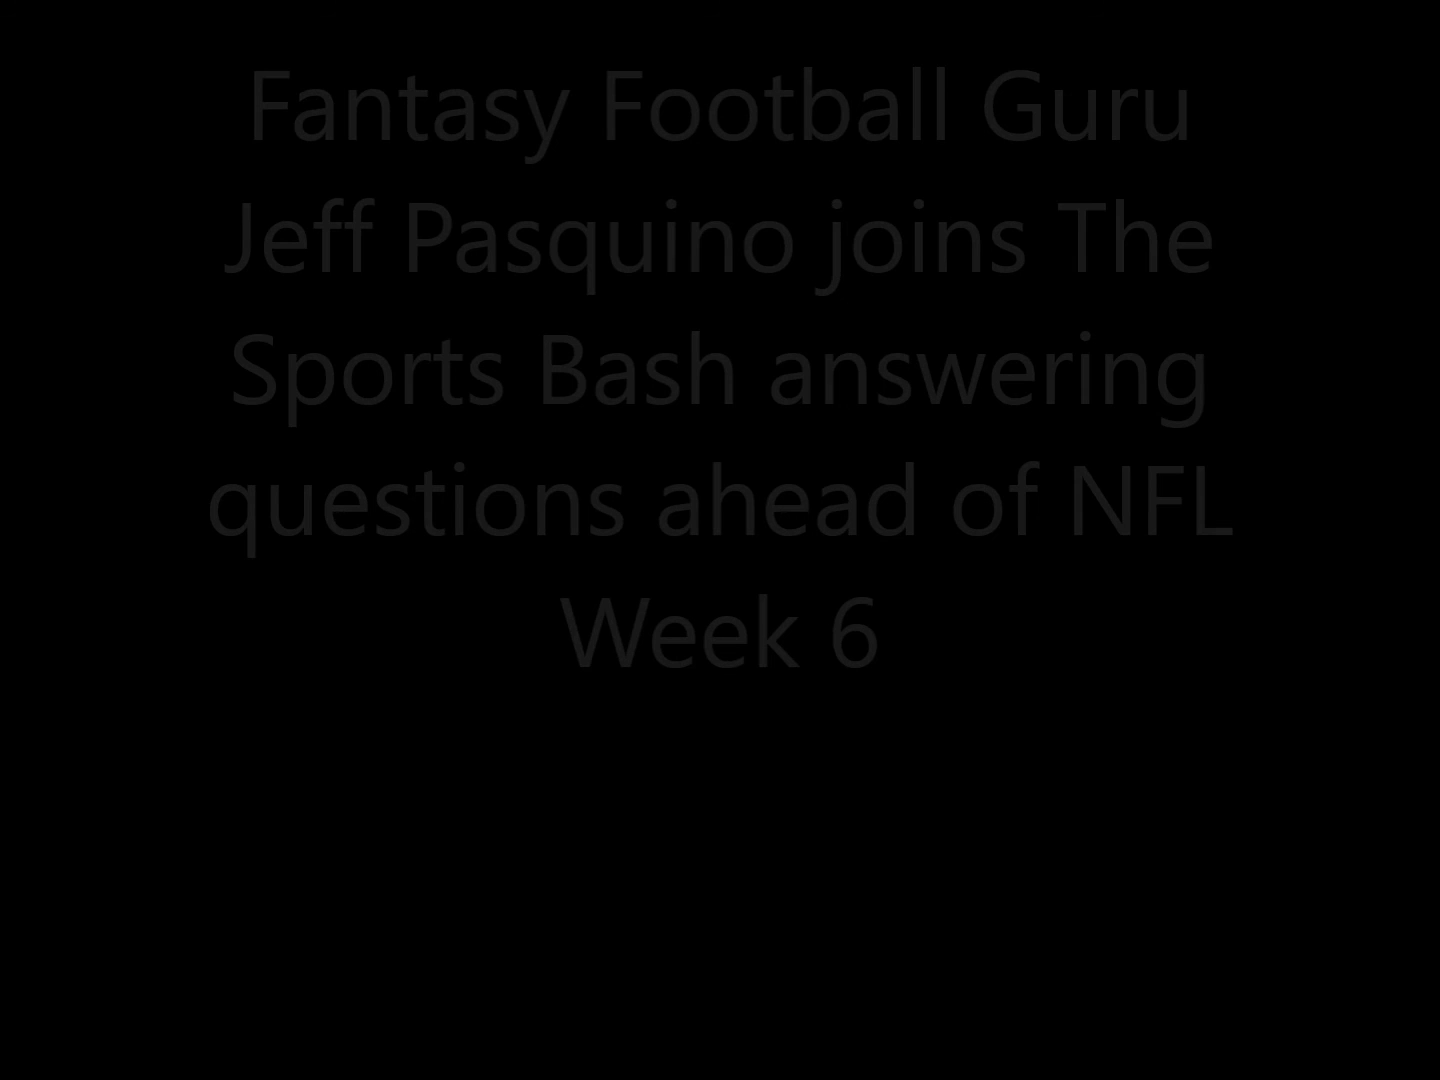 Fantasy Football Guru
Jeff Pasquino joins The
Sports Bash answering
questions ahead of NFL
Week 6